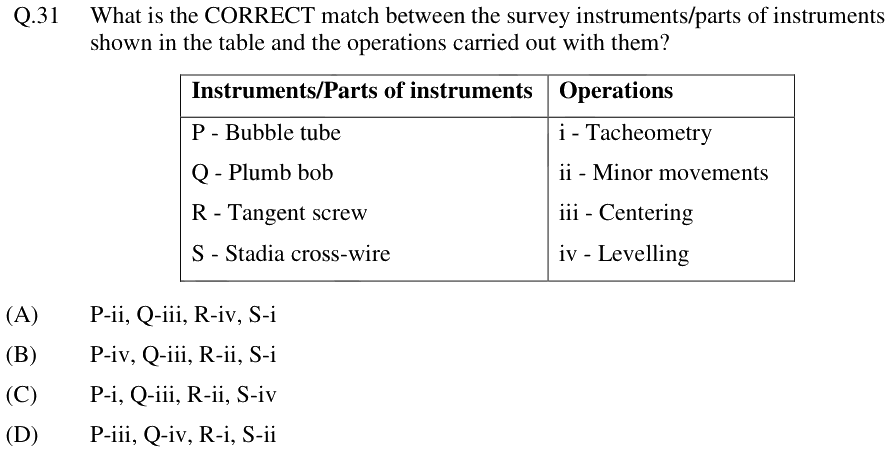 Q.31 What is the CORRECT match between the survey instruments/parts of instruments
shown in the table and the operations carried out with them?
Instruments/Parts of instruments Operations
P - Bubble tube i - Tacheometry
Q - Plumb bob ii - Minor movements
R - Tangent screw iii - Centering
S - Stadia cross-wire iv - Levelling
(A) P-ii, Q-iii, R-iv, S-i
(B) P-iv, Q-iii, R-ii, S-i
(C) P-i, Q-iii, R-ii, S-iv
(D) P-iii, Q-iv, R-i, S-ii